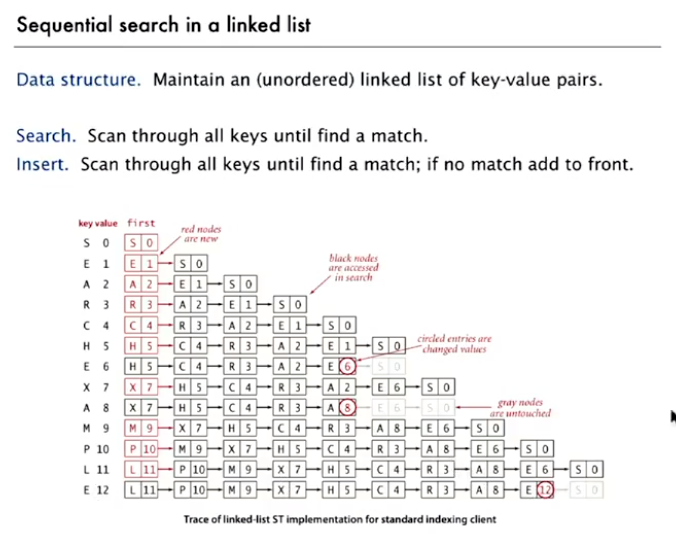 Sequential search in a linked list
Data structure. Maintain an (unordered) linked list of key-value pairs.
Search. Scan through all keys until find a match.
Insert. Scan through all keys until find a match; if no match add to front.
key value first
red nodes
are new
S 0 S 0
E 1 E 1 S 0
black nodes
are accessed
in search
A 2 A 2 E 1 S 0
R 3 R 3 A 2 E 1 S 0
C 4 C 4 R 3 A 2 E 1 S 0
circled entries are
changed values
H 5 H 5 C 4 R 3 A 2 E 1 S 0
E 6 H 5 C 4 R 3 A 2 E 6 S 0
X 7 X 7 H 5 C 4 R 3 A 2 E 6 S 0
gray nodes
are untouched
A 8 X 7 H 5 C 4 R 3 A 8 E 6 S 0
M 9 M 9 X 7 H 5 C 4 R 3 A 8 E 6 S 0
P 10 P 10 M 9 X 7 H 5 C 4 R 3 A 8 E 6 S 0
L 11 L 11 P 10 M 9 X 7 H 5 C 4 R 3 A 8 E 6 S 0
E 12 L 11 P 10 M 9 X 7 H 5 C 4 R 3 A 8 E 12 S 0
Trace of linked-list ST implementation for standard indexing client